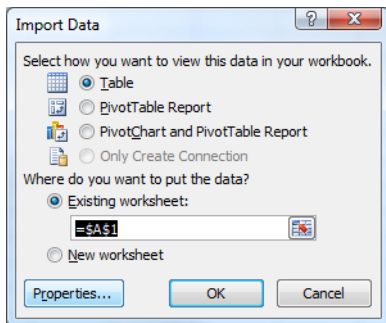 Import Data
Select how you want to view this data in your workbook.
Table
PivotTable Report
PivotChart and PivotTable Report
Only Create Connection
Where do you want to put the data?
Existing worksheet:
=$A$1
New worksheet
Properties... OK Cancel